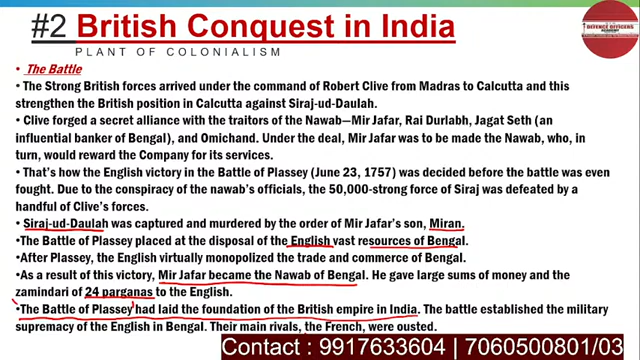 #2 British Conquest in India
PLANT OF COLONIALISM
DEFENCE OFFICERS
• The Battle
• The Strong British forces arrived under the command of Robert Clive from Madras to Calcutta and this
strengthen the British position in Calcutta against Siraj-ud-Daulah.
• Clive forged a secret alliance with the traitors of the Nawab—Mir Jafar, Rai Durlabh, Jagat Seth (an
influential banker of Bengal), and Omichand. Under the deal, Mir Jafar was to be made the Nawab, who, in
turn, would reward the Company for its services.
• That's how the English victory in the Battle of Plassey (June 23, 1757) was decided before the battle was even
fought. Due to the conspiracy of the nawab's officials, the 50,000-strong force of Siraj was defeated by a
handful of Clive's forces.
• Siraj-ud-Daulah was captured and murdered by the order of Mir Jafar's son, Miran.
• The Battle of Plassey placed at the disposal of the English vast resources of Bengal.
• After Plassey, the English virtually monopolized the trade and commerce of Bengal.
• As a result of this victory, Mir Jafar became the Nawab of Bengal. He gave large sums of money and the
zamindari of 24 parganas to the English.
• The Battle of Plassey had laid the foundation of the British empire in India. The battle established the military
supremacy of the English in Bengal. Their main rivals, the French, were ousted.
Contact : 9917633604 | 7060500801/03